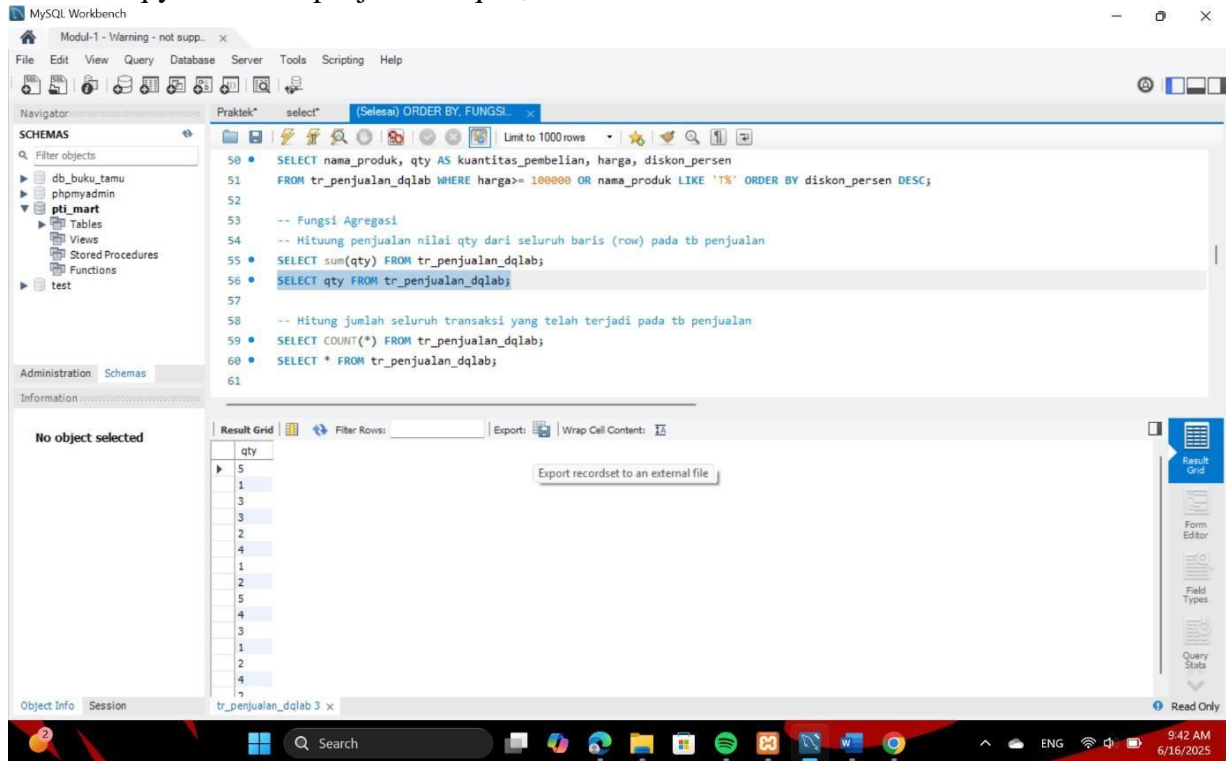 MySQL Workbench
Modul-1 - Warning - not supp...
File Edit View Query Database Server Tools Scripting Help
Navigator
SCHEMAS
Filter objects
db_buku_tamu
phpmyadmin
pti_mart
Tables
Views
Stored Procedures
Functions
test
Administration Schemas
Information
No object selected
Object Info Session
Praktek* select* (Selesai) ORDER BY, FUNGSI...
Limit to 1000 rows
50 SELECT nama_produk, qty AS kuantitas_pembelian, harga, diskon_persen
51 FROM tr_penjualan_dqlab WHERE harga>= 100000 OR nama_produk LIKE 'T%' ORDER BY diskon_persen DESC;
52
53 -- Fungsi Agregasi
54 -- Hituung penjualan nilai qty dari seluruh baris (row) pada tb penjualan
55 SELECT sum(qty) FROM tr_penjualan_dqlab;
56 SELECT qty FROM tr_penjualan_dqlab;
57
58 -- Hitung jumlah seluruh transaksi yang telah terjadi pada tb penjualan
59 SELECT COUNT(*) FROM tr_penjualan_dqlab;
60 SELECT * FROM tr_penjualan_dqlab;
61
Result Grid Filter Rows: Export: Wrap Cell Content:
Export recordset to an external file
qty
5
1
3
3
2
4
1
2
5
4
3
1
2
4
Result Grid
Form Editor
Field Types
Query Stats
tr_penjualan_dqlab 3
Read Only
2
Search
ENG
9:42 AM
6/16/2025